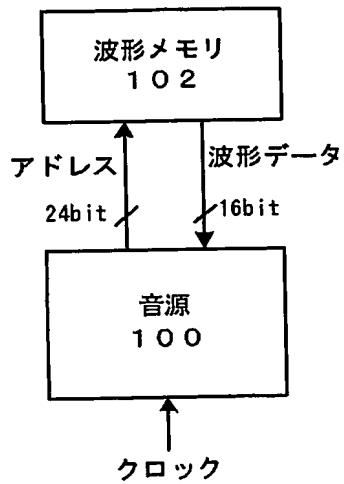 波形メモリ
１０２
アドレス
波形データ
24bit
16bit
音源
１００
クロック